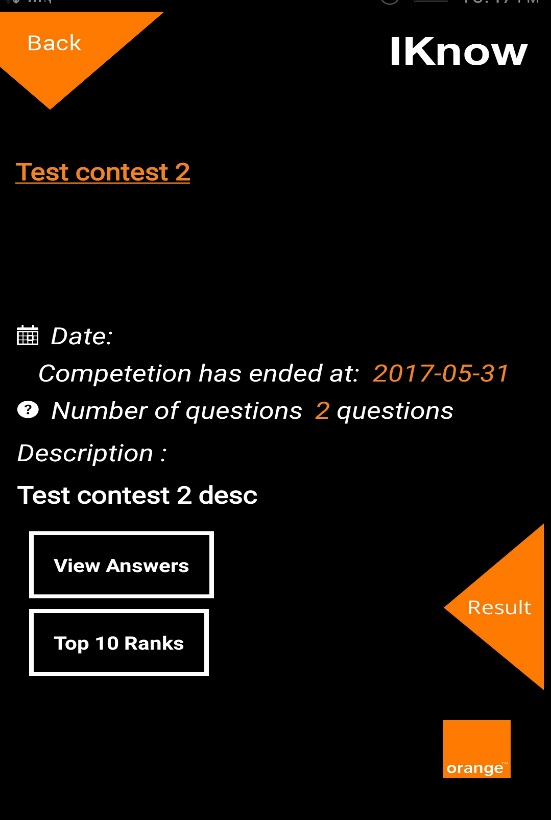 Back
IKnow
Test contest 2
Date:
Competetion has ended at: 2017-05-31
Number of questions 2 questions
Description :
Test contest 2 desc
View Answers
Result
Top 10 Ranks
orange™